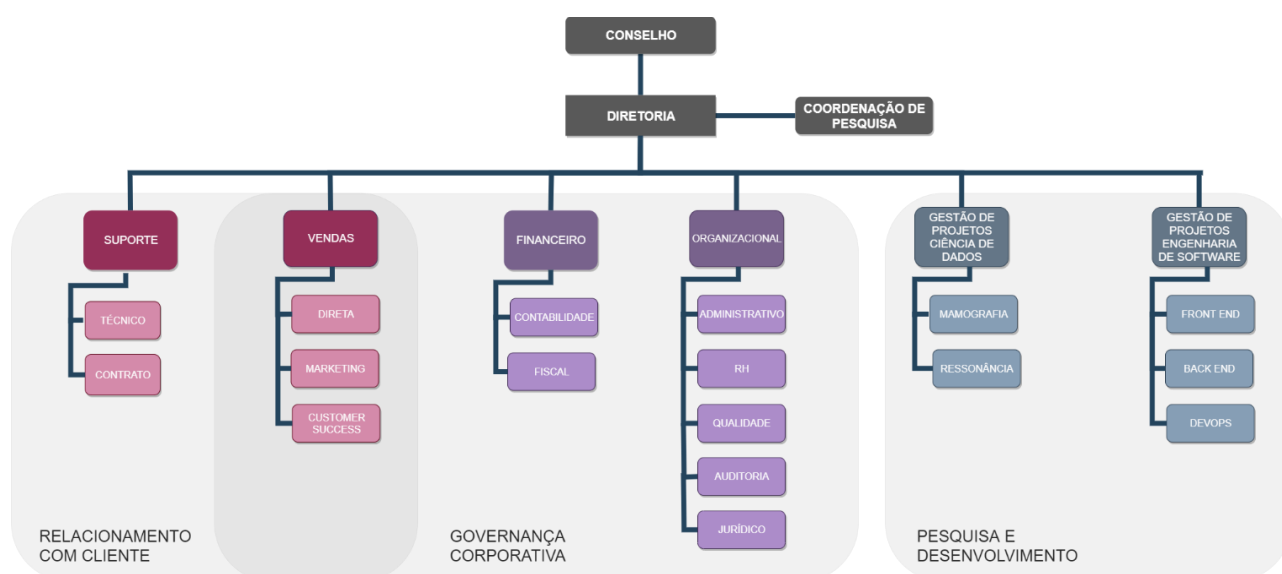 CONSELHO
DIRETORIA
COORDENAÇÃO DE
PESQUISA
SUPORTE
TÉCNICO
CONTRATO
VENDAS
DIRETA
MARKETING
CUSTOMER
SUCCESS
FINANCEIRO
CONTABILIDADE
FISCAL
ORGANIZACIONAL
ADMINISTRATIVO
RH
QUALIDADE
AUDITORIA
JURÍDICO
GESTÃO DE
PROJETOS
CIÊNCIA DE
DADOS
MAMOGRAFIA
RESSONÂNCIA
GESTÃO DE
PROJETOS
ENGENHARIA
DE SOFTWARE
FRONT END
BACK END
DEVOPS
RELACIONAMENTO
COM CLIENTE
GOVERNANÇA
CORPORATIVA
PESQUISA E
DESENVOLVIMENTO